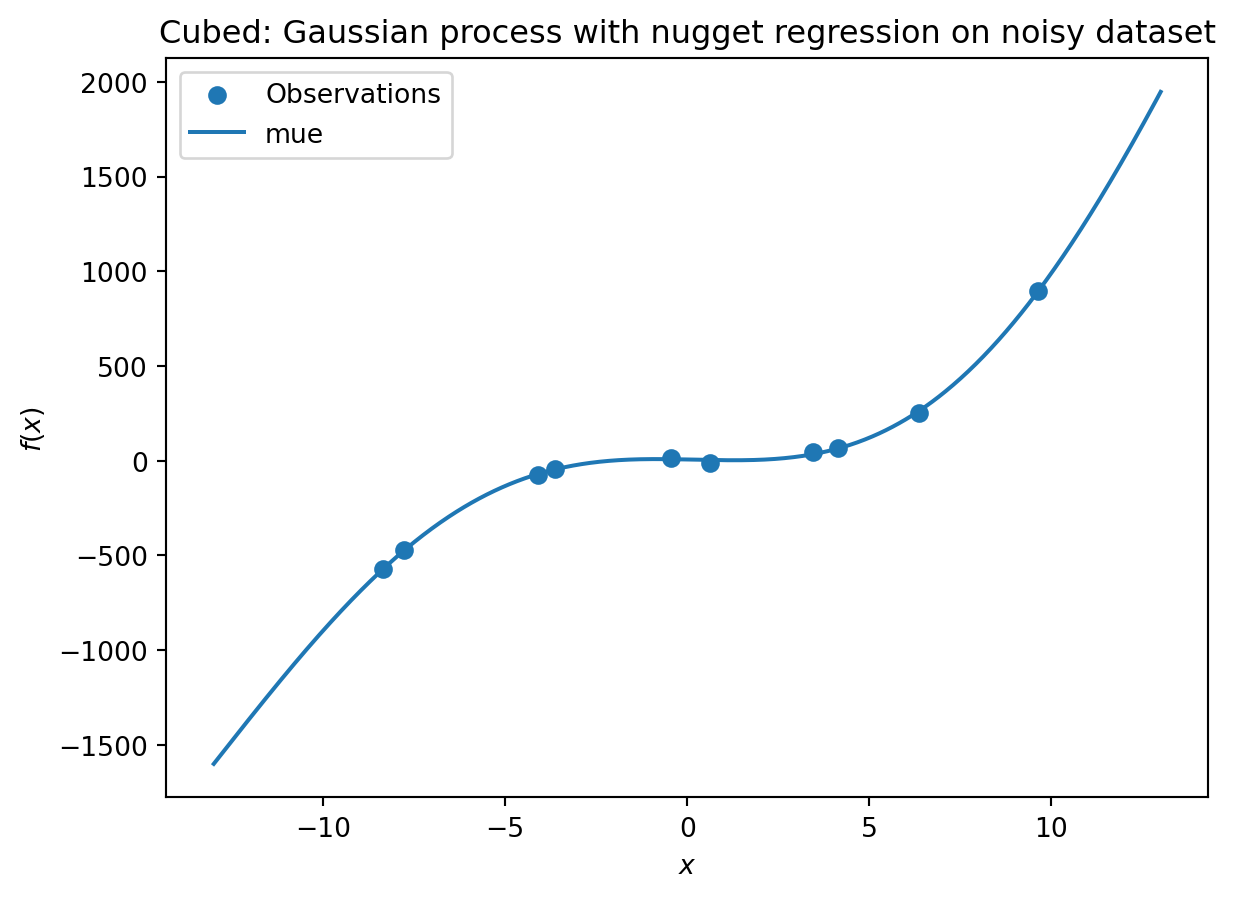 Cubed: Gaussian process with nugget regression on noisy dataset
Observations
mue
2000
1500
1000
500
0
−500
−1000
−1500
f(x)
−10
−5
0
5
10
x